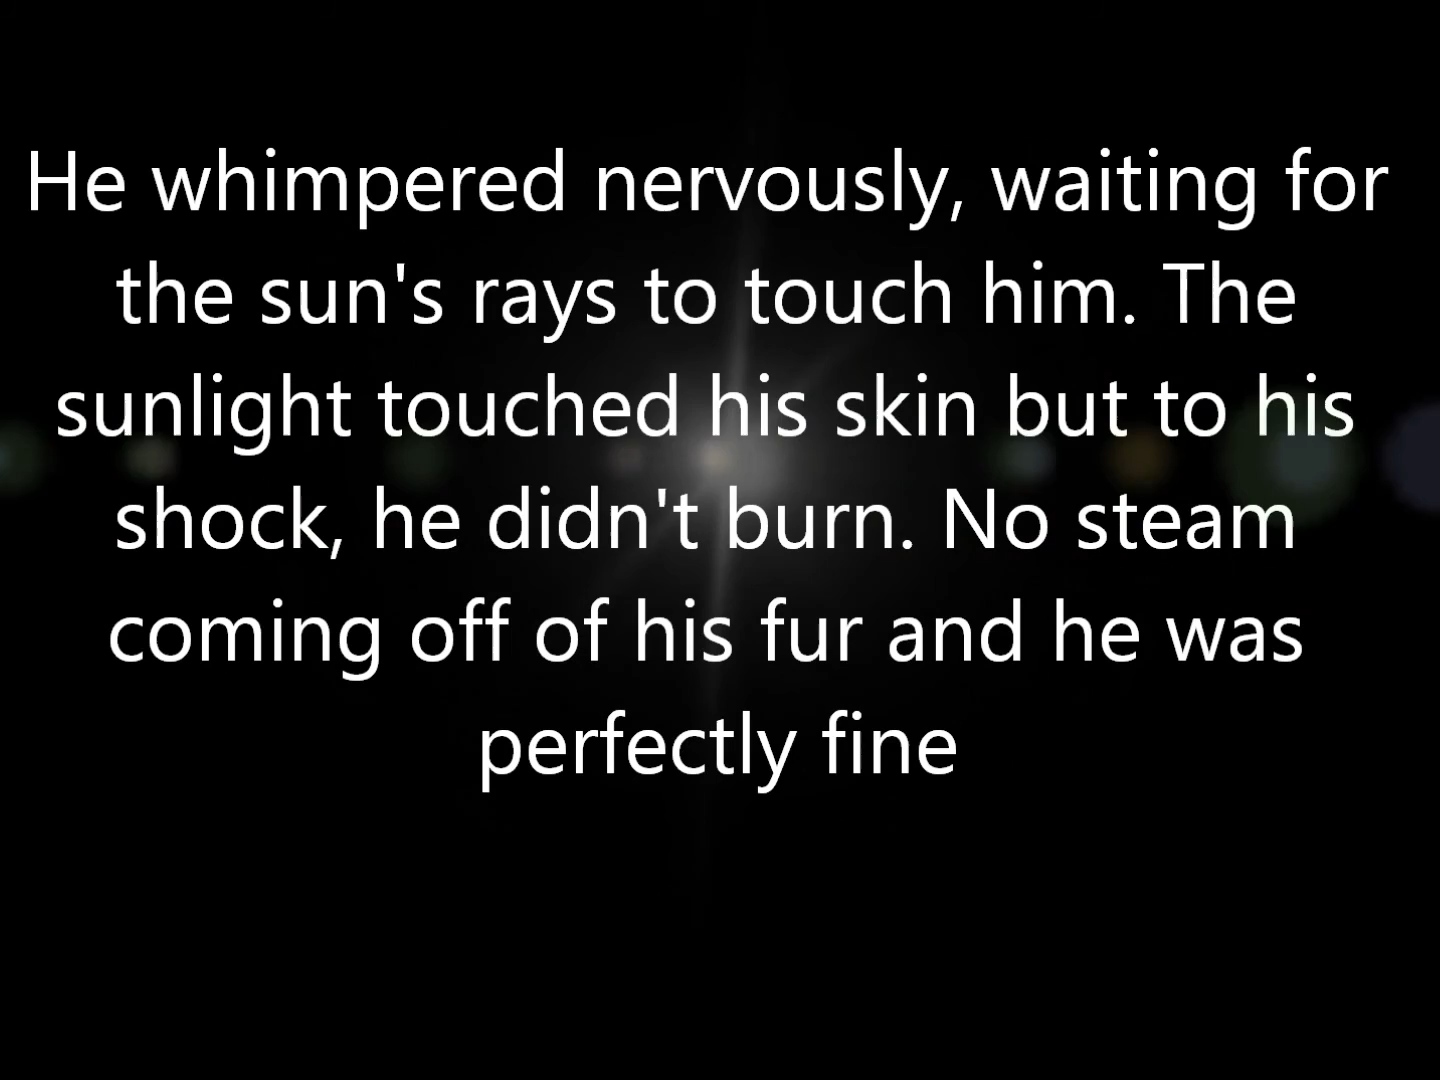 He whimpered nervously, waiting for
the sun's rays to touch him. The
sunlight touched his skin but to his
shock, he didn't burn. No steam
coming off of his fur and he was
perfectly fine